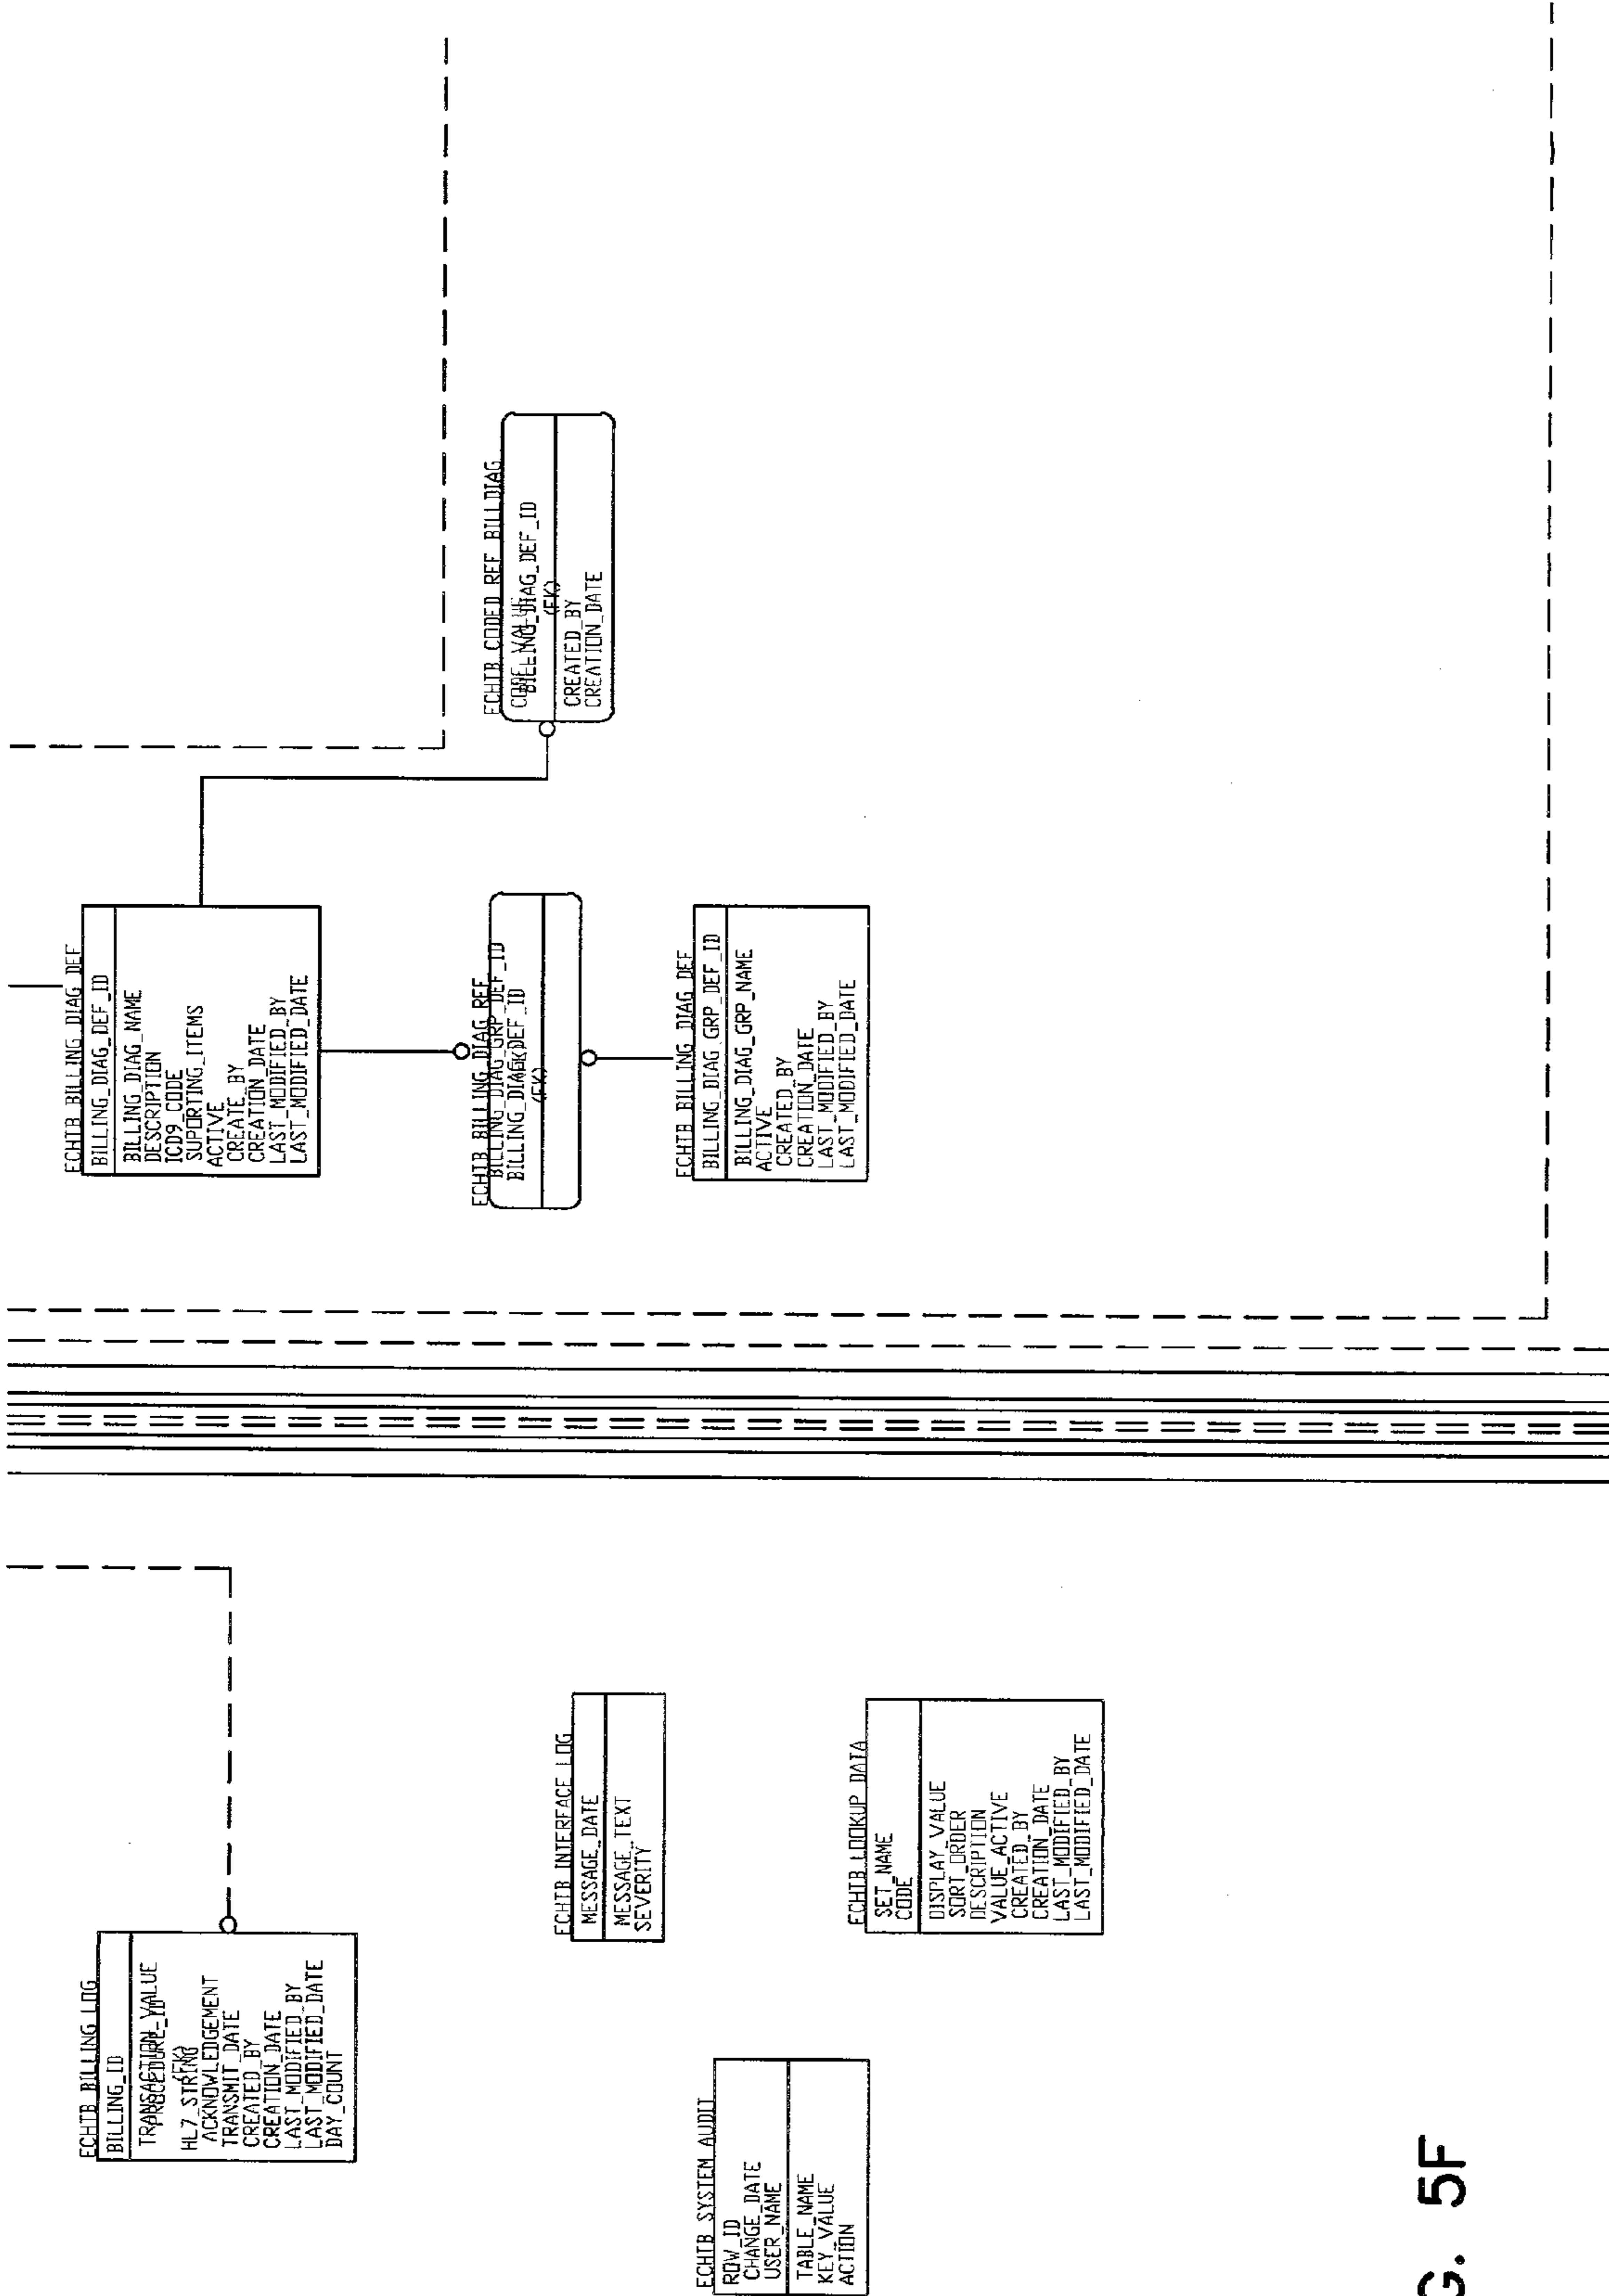 ECHTB_BILLING_LOG
BILLING_ID
TRANSACTION_VALUE
PROCEDURE_ID
(FK)
HL7_STRING
ACKNOWLEDGEMENT
TRANSMIT_DATE
CREATED_BY
CREATION_DATE
LAST_MODIFIED_BY
LAST_MODIFIED_DATE
DAY_COUNT
ECHTB_BILLING_DIAG_DEF
BILLING_DIAG_DEF_ID
BILLING_DIAG_NAME
DESCRIPTION
ICD9_CODE
SUPORTING_ITEMS
ACTIVE
CREATE_BY
CREATION_DATE
LAST_MODIFIED_BY
LAST_MODIFIED_DATE
ECHTB_BILLING_DIAG_REF
BILLING_DIAG_GRP_DEF_ID
(FK)
BILLING_DIAG_DEF_ID
(FK)
ECHTB_CODED_REF_BILLDIAG
CODE_VALUE
BILLING_DIAG_DEF_ID
(FK)
CREATED_BY
CREATION_DATE
ECHTB_INTERFACE_LOG
MESSAGE_DATE
MESSAGE_TEXT
SEVERITY
ECHTB_BILLING_DIAG_DEF
BILLING_DIAG_GRP_DEF_ID
BILLING_DIAG_GRP_NAME
ACTIVE
CREATED_BY
CREATION_DATE
LAST_MODIFIED_BY
LAST_MODIFIED_DATE
ECHTB_SYSTEM_AUDIT
ROW_ID
CHANGE_DATE
USER_NAME
TABLE_NAME
KEY_VALUE
ACTION
ECHTB_LOOKUP_DATA
SET_NAME
CODE
DISPLAY_VALUE
SORT_ORDER
DESCRIPTION
VALUE_ACTIVE
CREATED_BY
CREATION_DATE
LAST_MODIFIED_BY
LAST_MODIFIED_DATE
G. 5F